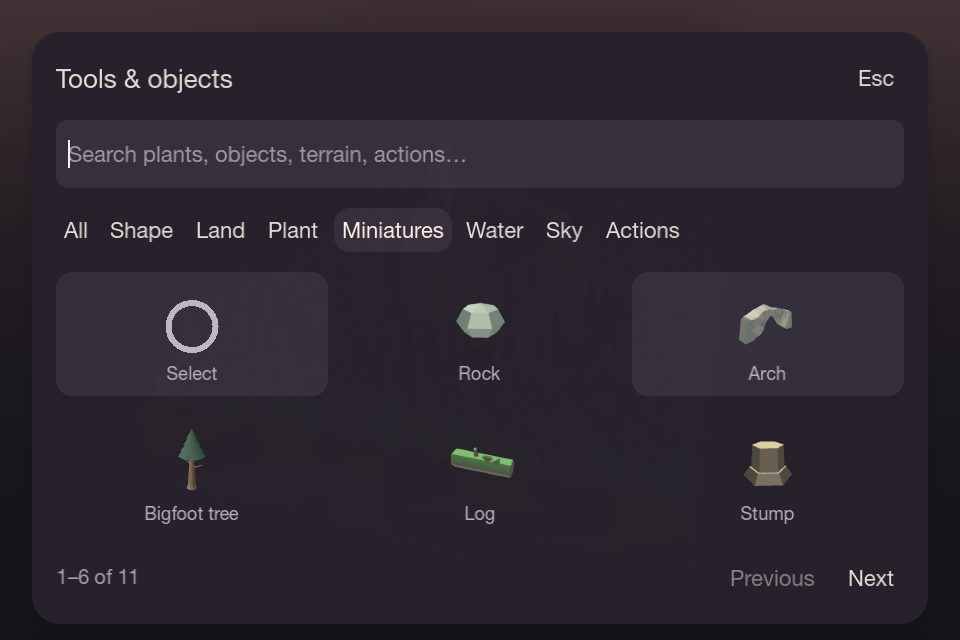 Tools & objects
Esc
Search plants, objects, terrain, actions…
All Shape Land Plant Miniatures Water Sky Actions
Select Rock Arch
Bigfoot tree Log Stump
1–6 of 11
Previous Next